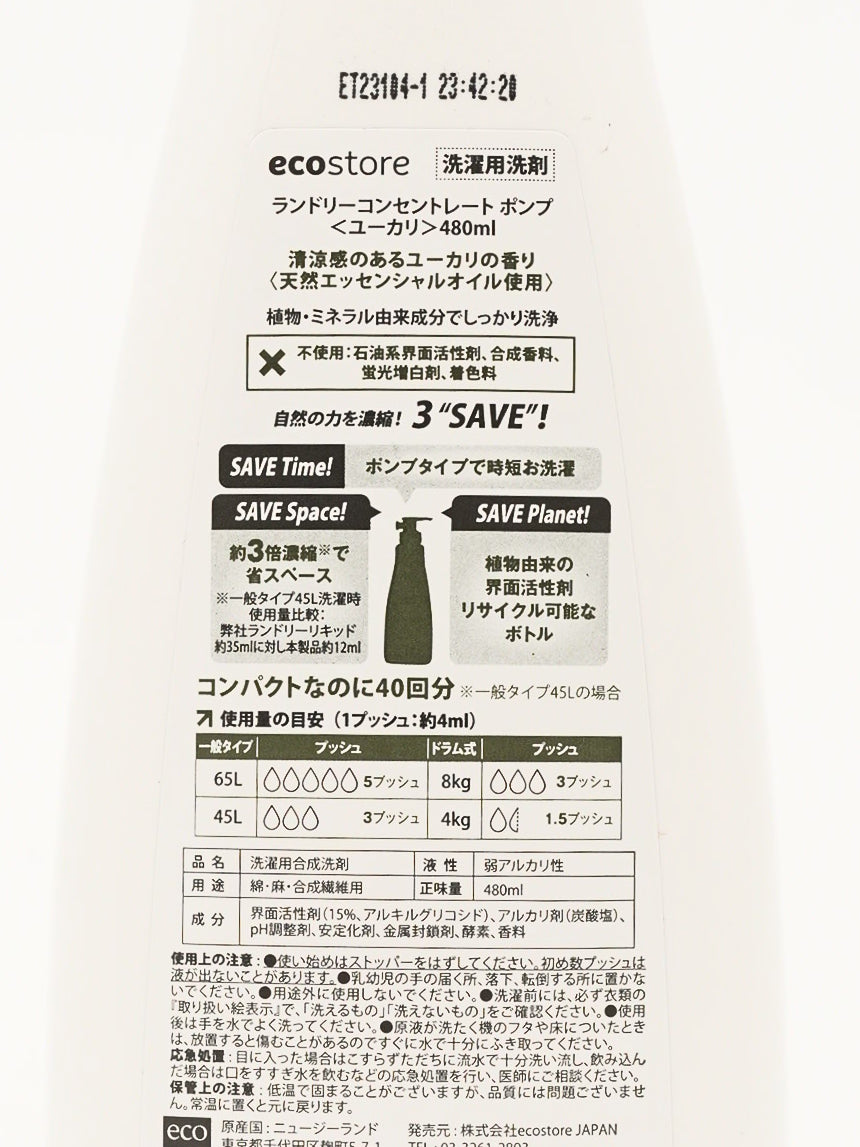 ET23104-1 23:42:20
ecostore 洗濯用洗剤
ランドリーコンセントレート ポンプ
＜ユーカリ＞480ml
清涼感のあるユーカリの香り
〈天然エッセンシャルオイル使用〉
植物・ミネラル由来成分でしっかり洗浄
不使用：石油系界面活性剤、合成香料、
蛍光増白剤、着色料
自然の力を濃縮！ 3 “SAVE”！
SAVE Time! ポンプタイプで時短お洗濯
SAVE Space!
約3倍濃縮※で
省スペース
※一般タイプ45L洗濯時
使用量比較：
弊社ランドリーリキッド
約35mlに対し本製品約12ml
SAVE Planet!
植物由来の
界面活性剤
リサイクル可能な
ボトル
コンパクトなのに40回分 ※一般タイプ45Lの場合
使用量の目安（1プッシュ：約4ml）
一般タイプ プッシュ ドラム式 プッシュ
65L 5プッシュ 8kg 3プッシュ
45L 3プッシュ 4kg 1.5プッシュ
品名 洗濯用合成洗剤 液性 弱アルカリ性
用途 綿・麻・合成繊維用 正味量 480ml
成分 界面活性剤（15%、アルキルグリコシド）、アルカリ剤（炭酸塩）、
pH調整剤、安定化剤、金属封鎖剤、酵素、香料
使用上の注意：●使い始めはストッパーをはずしてください。初め数プッシュは
液が出ないことがあります。●乳幼児の手の届く所、落下、転倒する所に置かな
いでください。●用途外に使用しないでください。●洗濯前には、必ず衣類の
『取り扱い絵表示』で、「洗えるもの」「洗えないもの」をご確認ください。●使用
後は手を水でよく洗ってください。●原液が洗たく機のフタや床についたとき
は、放置すると傷むことがあるのですぐに水で十分にふき取ってください。
応急処置：目に入った場合はこすらずただちに流水で十分洗い流し、飲み込ん
だ場合は口をすすぎ水を飲むなどの応急処置を行い、医師にご相談ください。
保管上の注意：低温で固まることがございますが、品質には問題ございませ
ん。常温に置くと元に戻ります。
eco 原産国：ニュージーランド 発売元：株式会社ecostore JAPAN
東京都千代田区麹町5-7-1